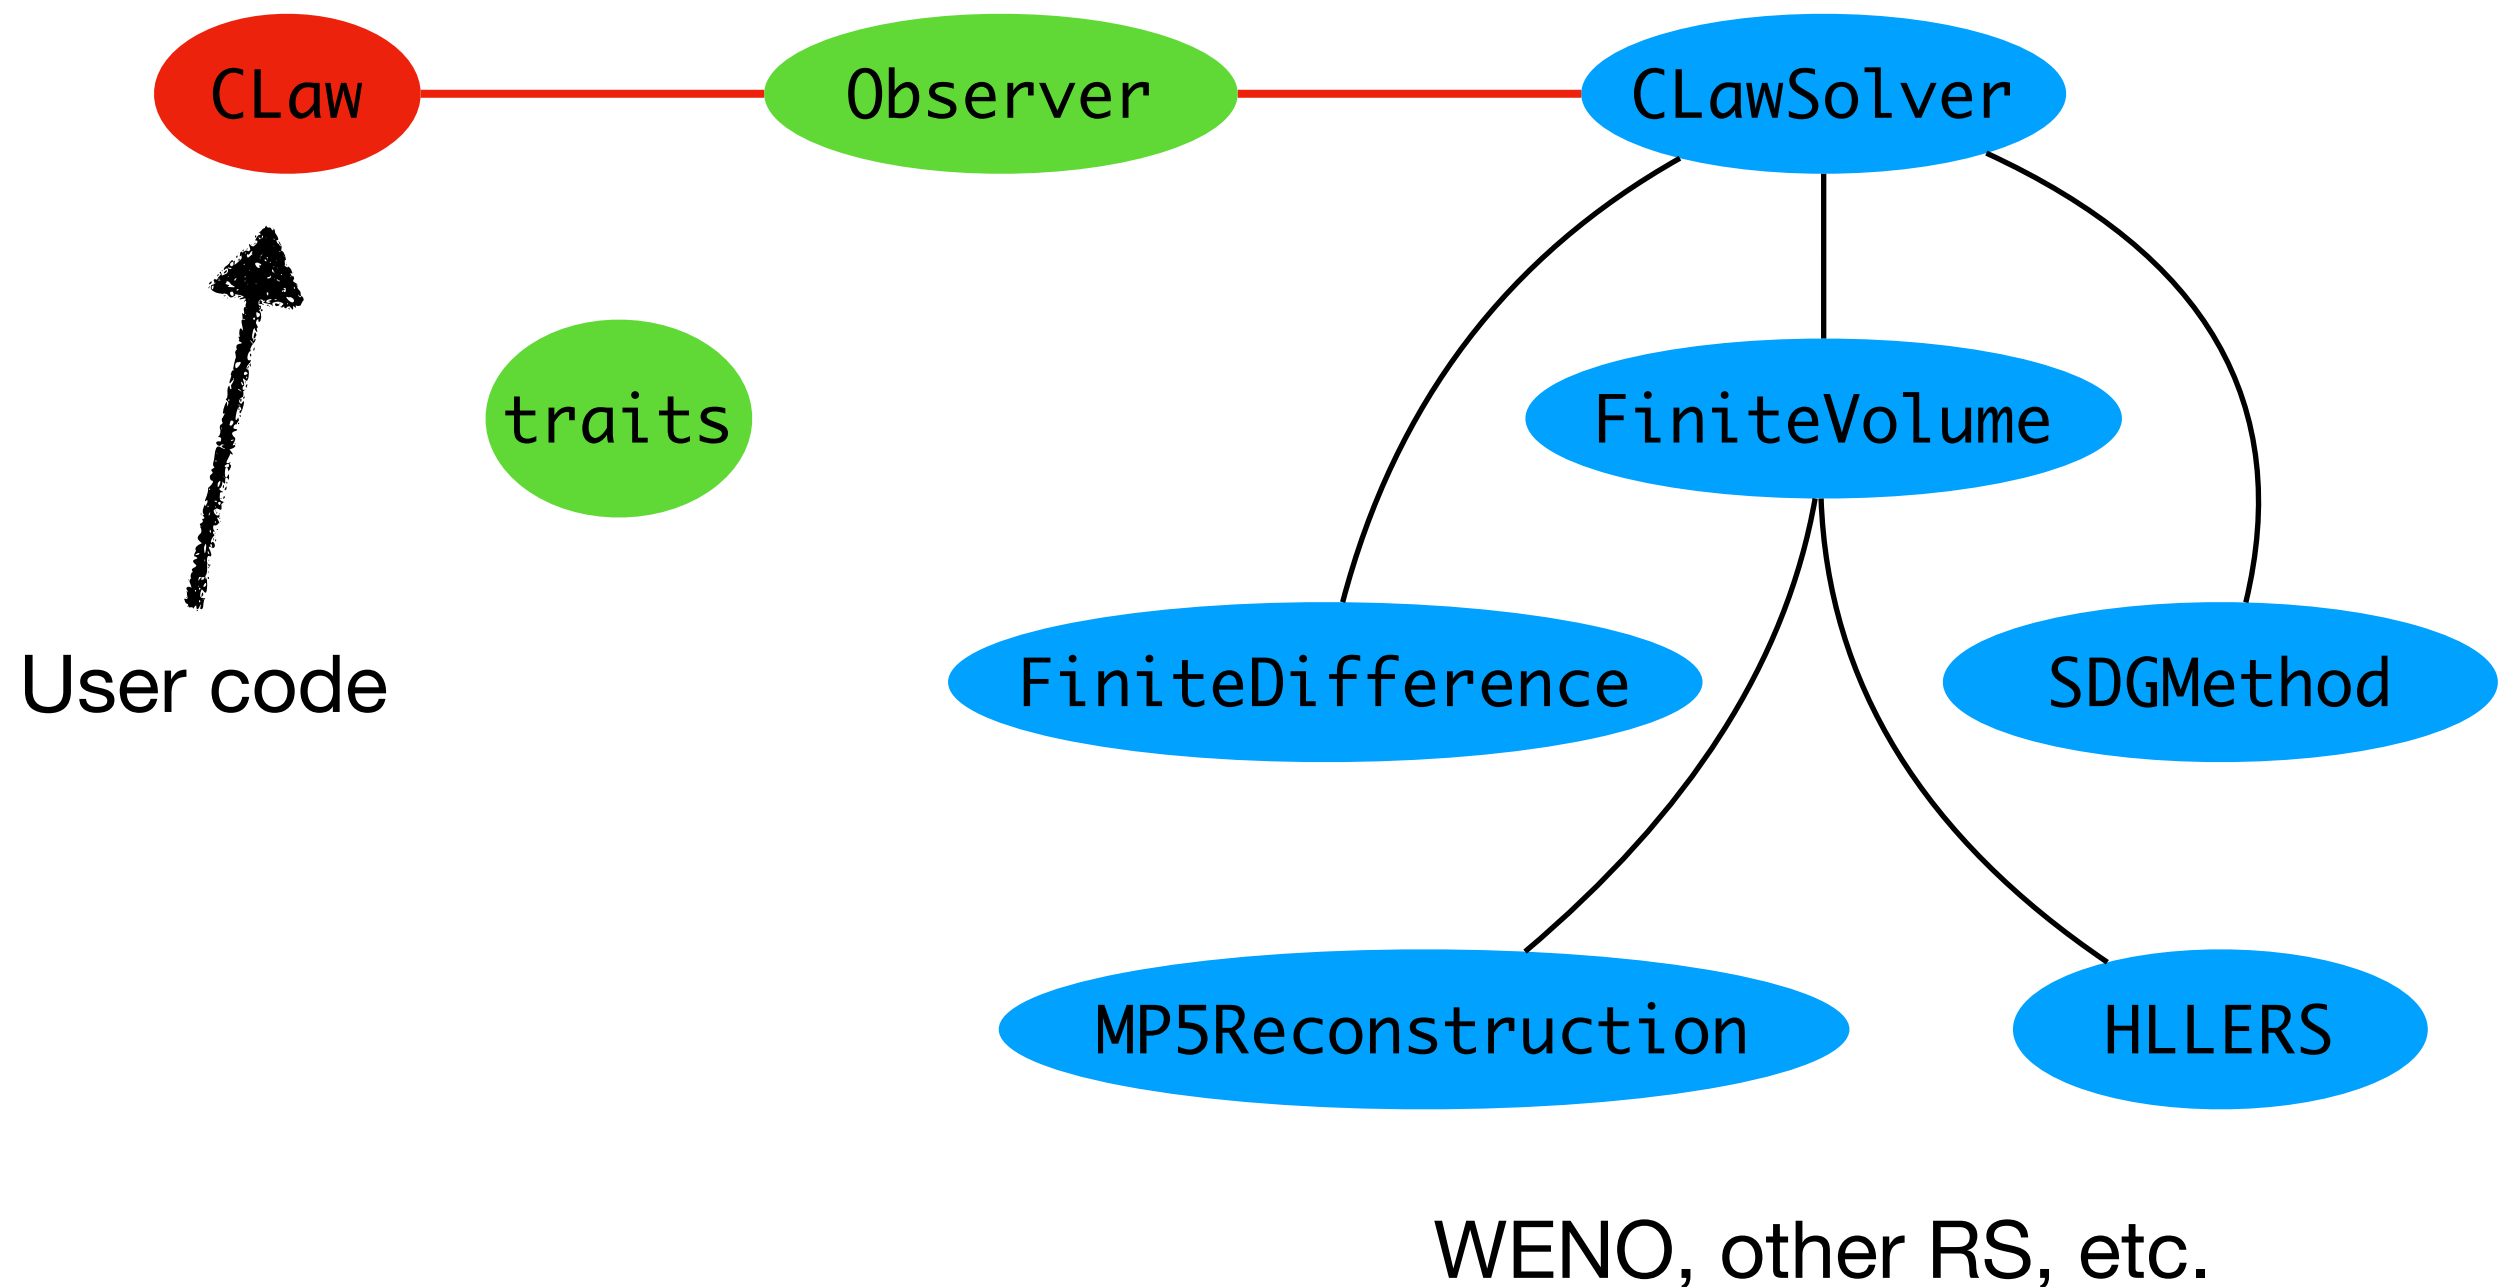 CLaw
Observer
CLawSolver
traits
FiniteVolume
User code
FiniteDifference
SDGMethod
MP5Reconstruction
HLLERS
WENO, other RS, etc.